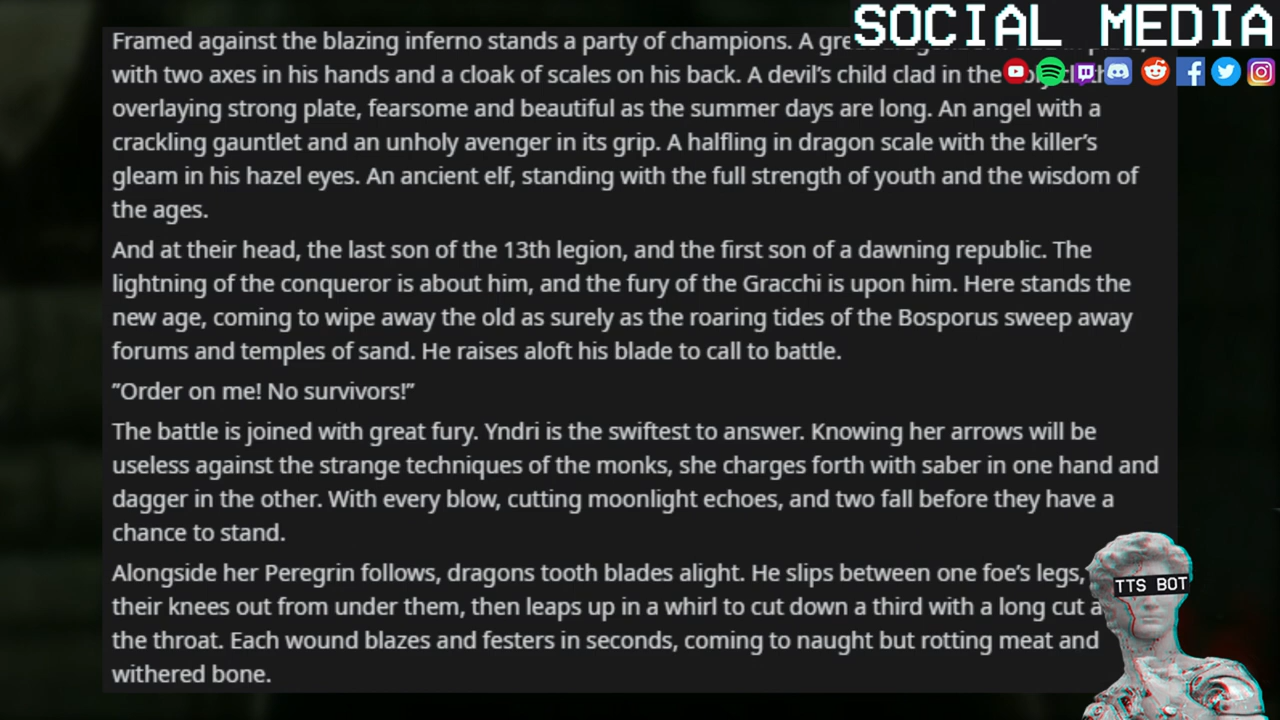 SOCIAL MEDIA
Framed against the blazing inferno stands a party of champions. A
with two axes in his hands and a cloak of scales on his back. A devil’s child clad in the
overlaying strong plate, fearsome and beautiful as the summer days are long. An angel with a
crackling gauntlet and an unholy avenger in its grip. A halfling in dragon scale with the killer’s
gleam in his hazel eyes. An ancient elf, standing with the full strength of youth and the wisdom of
the ages.
And at their head, the last son of the 13th legion, and the first son of a dawning republic. The
lightning of the conqueror is about him, and the fury of the Gracchi is upon him. Here stands the
new age, coming to wipe away the old as surely as the roaring tides of the Bosporus sweep away
forums and temples of sand. He raises aloft his blade to call to battle.
”Order on me! No survivors!”
The battle is joined with great fury. Yndri is the swiftest to answer. Knowing her arrows will be
useless against the strange techniques of the monks, she charges forth with saber in one hand and
dagger in the other. With every blow, cutting moonlight echoes, and two fall before they have a
chance to stand.
Alongside her Peregrin follows, dragons tooth blades alight. He slips between one foe’s legs,
their knees out from under them, then leaps up in a whirl to cut down a third with a long cut
the throat. Each wound blazes and festers in seconds, coming to naught but rotting meat and
withered bone.
TTS BOT